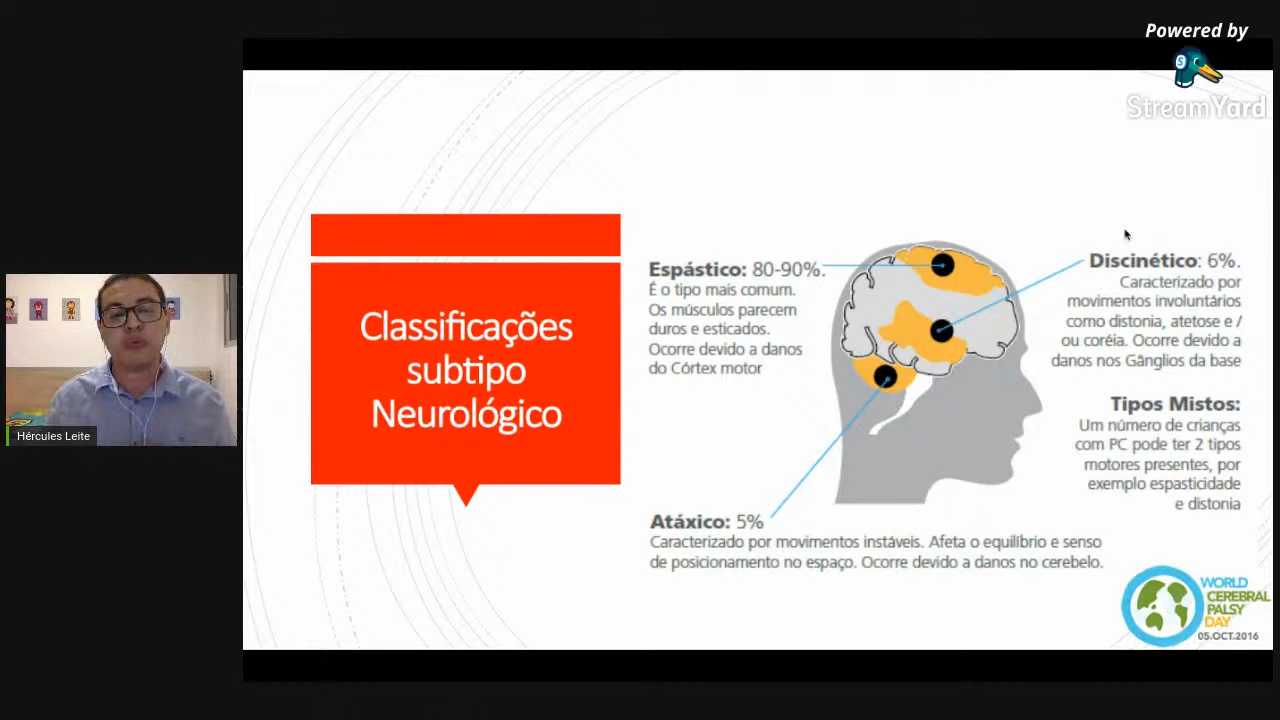 Powered by
StreamYard
Hércules Leite
Classificações
subtipo
Neurológico
Espástico: 80-90%.
É o tipo mais comum.
Os músculos parecem
duros e esticados.
Ocorre devido a danos
do Córtex motor
Discinético: 6%.
Caracterizado por
movimentos involuntários
como distonia, atetose e /
ou coréia. Ocorre devido a
danos nos Gânglios da base
Tipos Mistos:
Um número de crianças
com PC pode ter 2 tipos
motores presentes, por
exemplo espasticidade
e distonia
Atáxico: 5%
Caracterizado por movimentos instáveis. Afeta o equilíbrio e senso
de posicionamento no espaço. Ocorre devido a danos no cerebelo.
WORLD
CEREBRAL
PALSY
DAY
05.OCT.2016